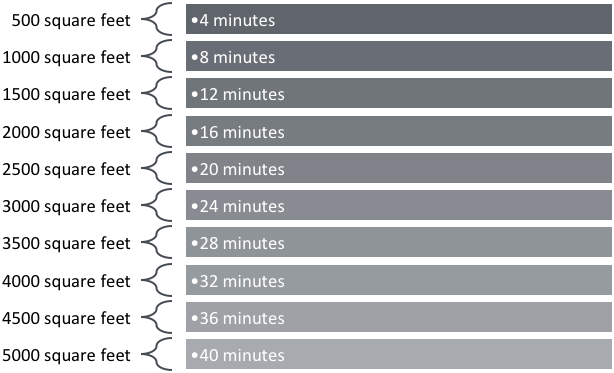 500 square feet •4 minutes
1000 square feet •8 minutes
1500 square feet •12 minutes
2000 square feet •16 minutes
2500 square feet •20 minutes
3000 square feet •24 minutes
3500 square feet •28 minutes
4000 square feet •32 minutes
4500 square feet •36 minutes
5000 square feet •40 minutes